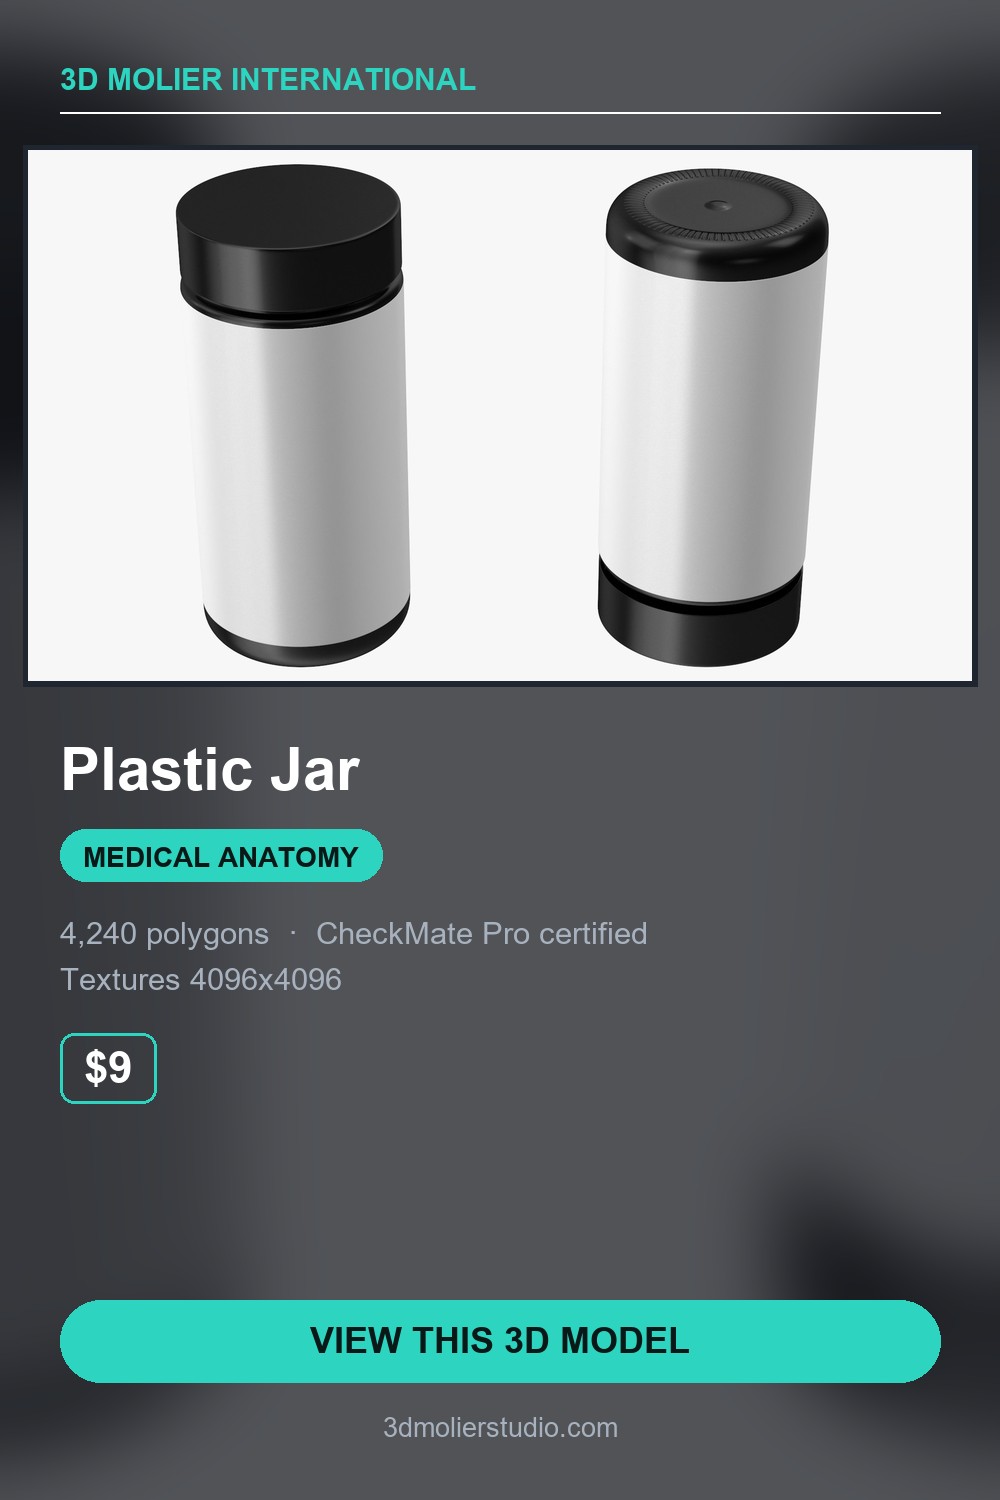 3D MOLIER INTERNATIONAL
Plastic Jar
MEDICAL ANATOMY
4,240 polygons · CheckMate Pro certified
Textures 4096x4096
$9
VIEW THIS 3D MODEL
3dmolierstudio.com